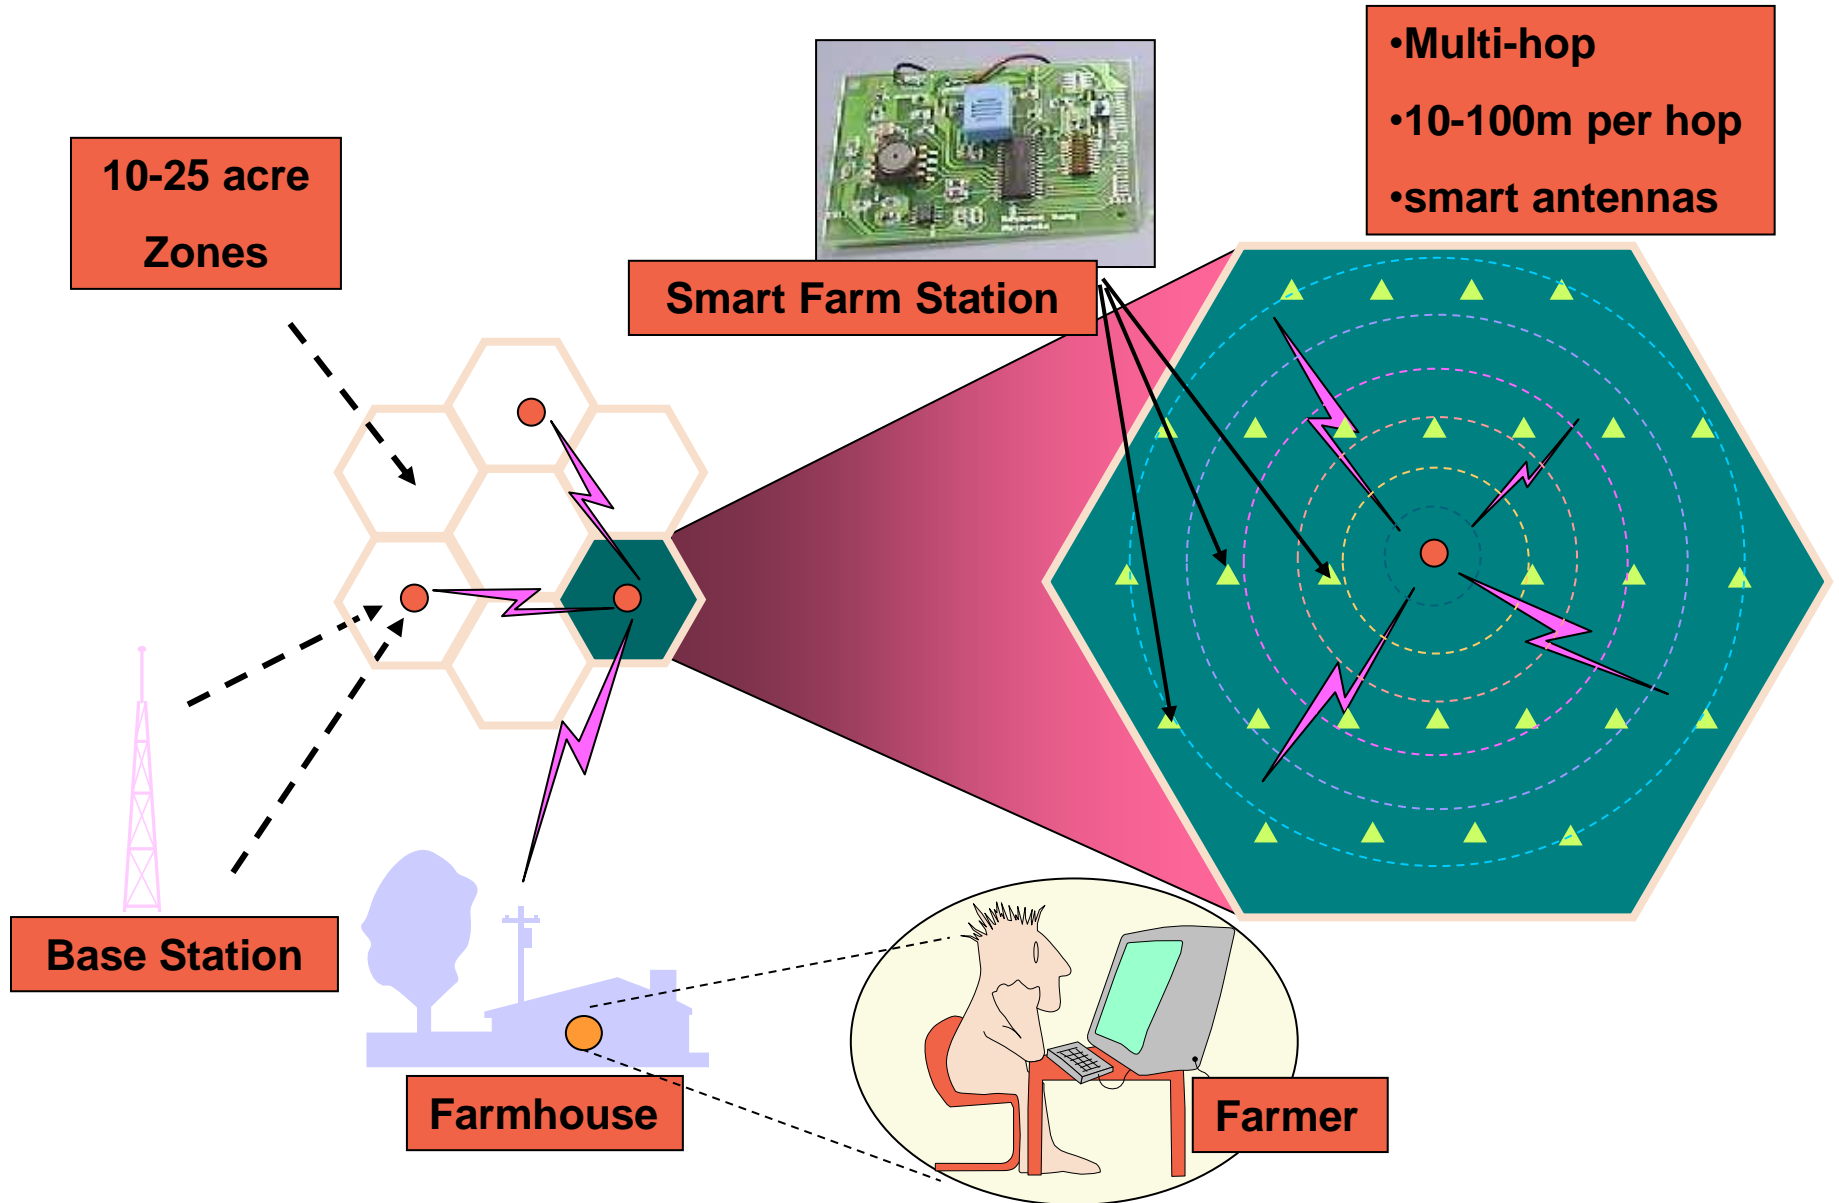 •Multi-hop
•10-100m per hop
•smart antennas
10-25 acre
Zones
Smart Farm Station
Base Station
Farmhouse
Farmer